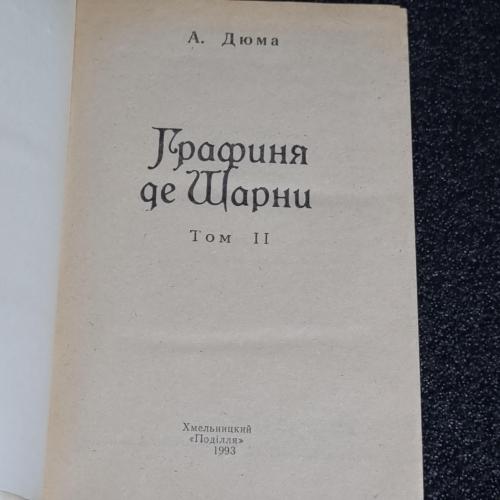 А. Дюма
Графиня
де Шарни
Том II
Хмельницкий
«Поділля»
1993